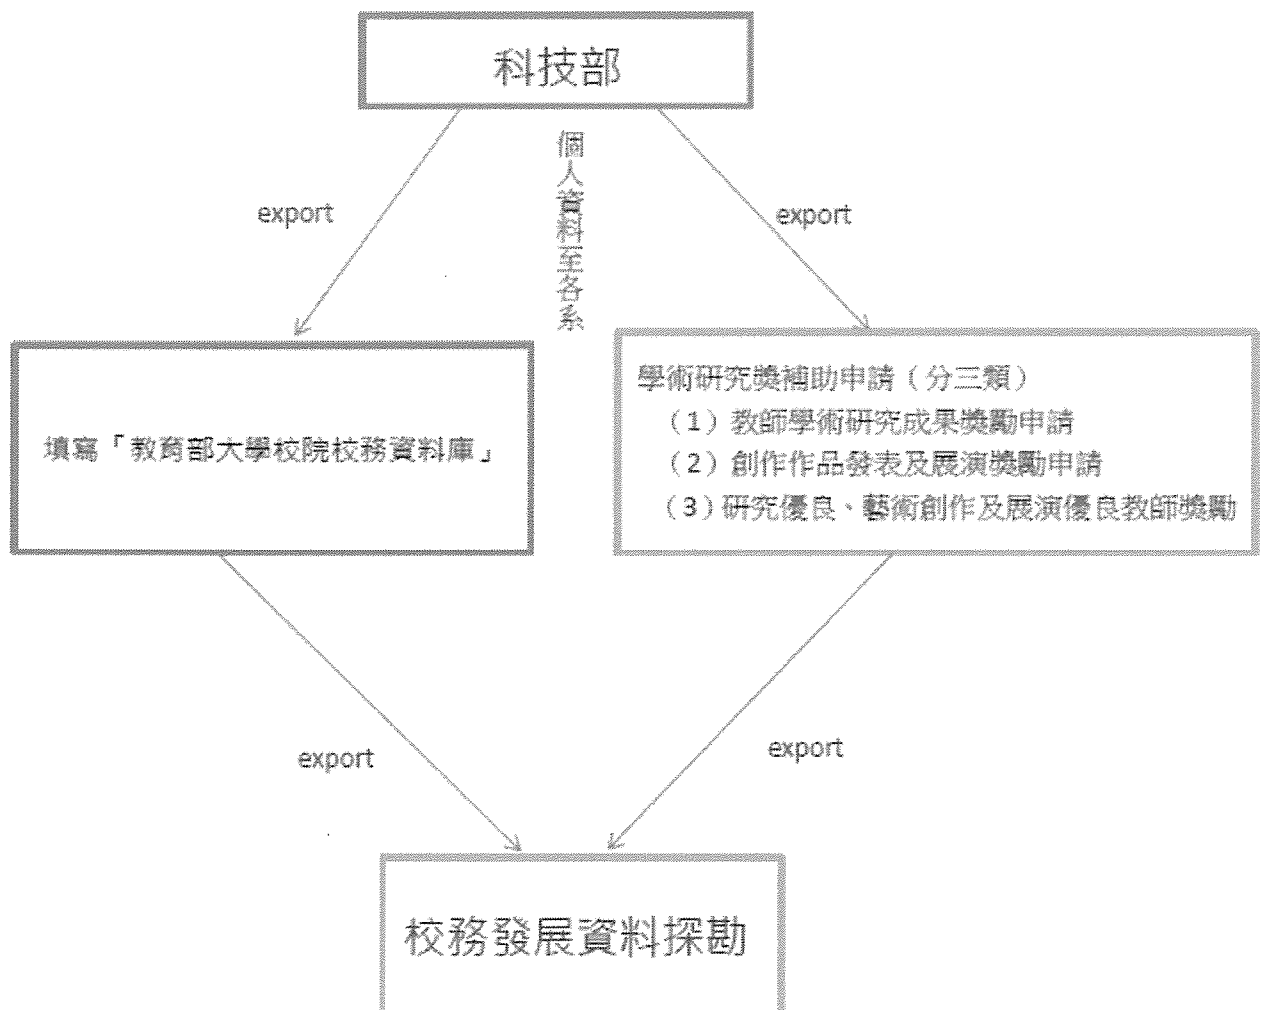 科技部
個人資料至各系
export
export
填寫「教育部大學校院校務資料庫」
學術研究獎補助申請（分三類）
（1）教師學術研究成果獎勵申請
（2）創作作品發表及展演獎勵申請
（3）研究優良、藝術創作及展演優良教師獎勵
export
export
校務發展資料探勘